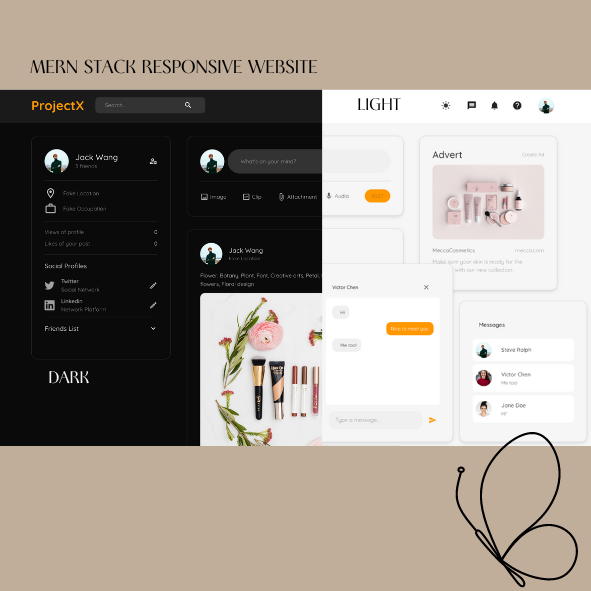 MERN STACK RESPONSIVE WEBSITE
ProjectX
Search...
LIGHT
Jack Wang
3 friends
Fake Location
Fake Occupation
Views of profile 0
Likes of your post 0
Social Profiles
Twitter
Social Network
Linkedin
Network Platform
Friends List
DARK
What's on your mind?
Image Clip Attachment Audio POST
Jack Wang
Fake Location
Flower, Botany, Plant, Font, Creative arts, Petal,
flowers, Floral design
Advert Create Ad
MeccaCosmetics mecca.com
Make sure your skin is ready for the
with our new collection.
Victor Chen
Hi
Nice to meet you
Me too!
Type a message...
Messages
Steve Ralph
Victor Chen
Me too!
Jane Doe
Hi!